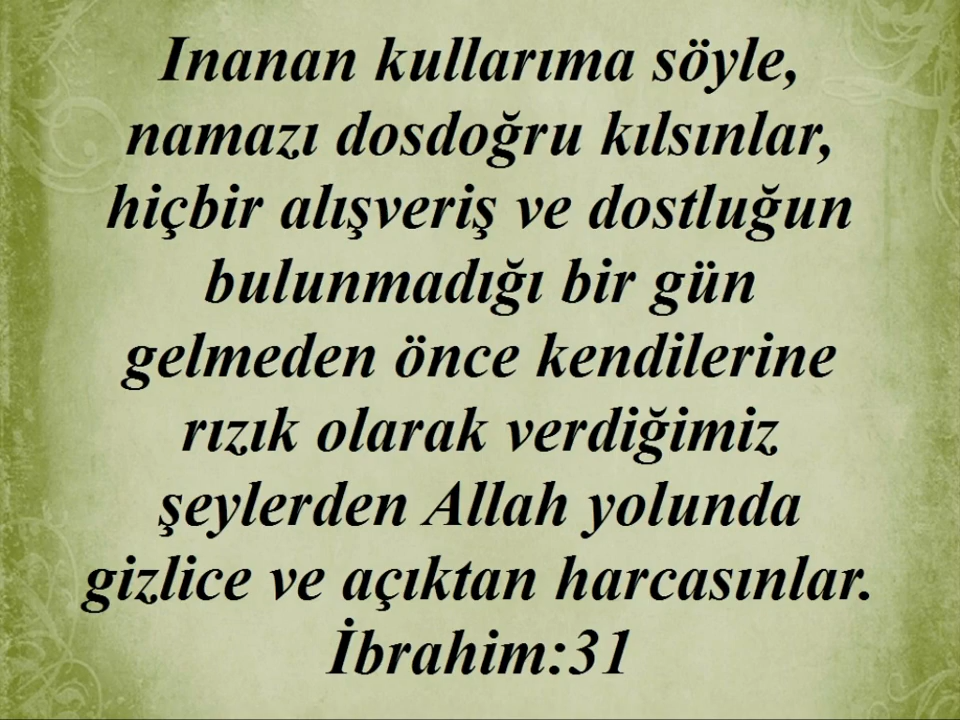 Inanan kullarıma söyle,
namazı dosdoğru kılsınlar,
hiçbir alışveriş ve dostluğun
bulunmadığı bir gün
gelmeden önce kendilerine
rızık olarak verdiğimiz
şeylerden Allah yolunda
gizlice ve açıktan harcasınlar.
İbrahim:31